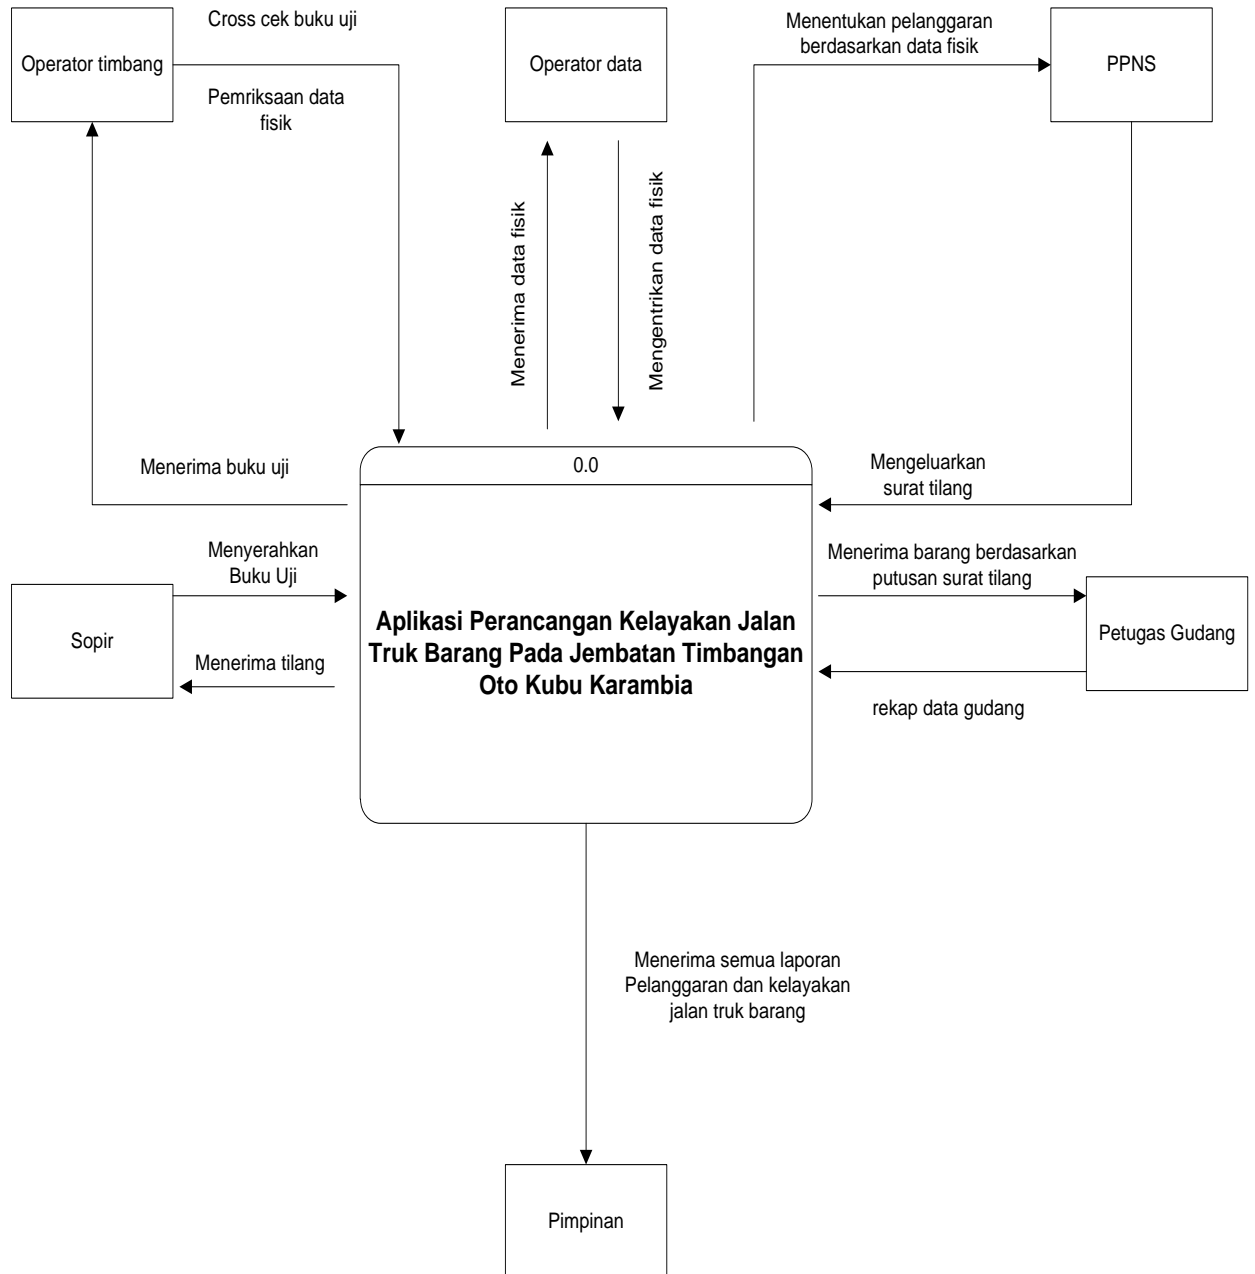 Cross cek buku uji
Operator timbang
Pemriksaan data
fisik
Operator data
Menentukan pelanggaran
berdasarkan data fisik
PPNS
Menerima data fisik
Mengentrikan data fisik
Menerima buku uji
0.0
Mengeluarkan
surat tilang
Menyerahkan
Buku Uji
Sopir
Menerima tilang
Aplikasi Perancangan Kelayakan Jalan
Truk Barang Pada Jembatan Timbangan
Oto Kubu Karambia
Menerima barang berdasarkan
putusan surat tilang
Petugas Gudang
rekap data gudang
Menerima semua laporan
Pelanggaran dan kelayakan
jalan truk barang
Pimpinan